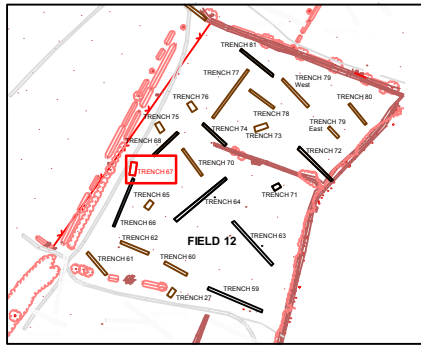 TRENCH 81
TRENCH 77
TRENCH 79
West
TRENCH 76
TRENCH 80
TRENCH 78
TRENCH 75
TRENCH 79
East
TRENCH 74
TRENCH 73
TRENCH 68
TRENCH 72
TRENCH 70
TRENCH 67
TRENCH 71
TRENCH 65
TRENCH 64
TRENCH 66
TRENCH 63
FIELD 12
TRENCH 62
TRENCH 61
TRENCH 60
TRENCH 59
TRENCH 27